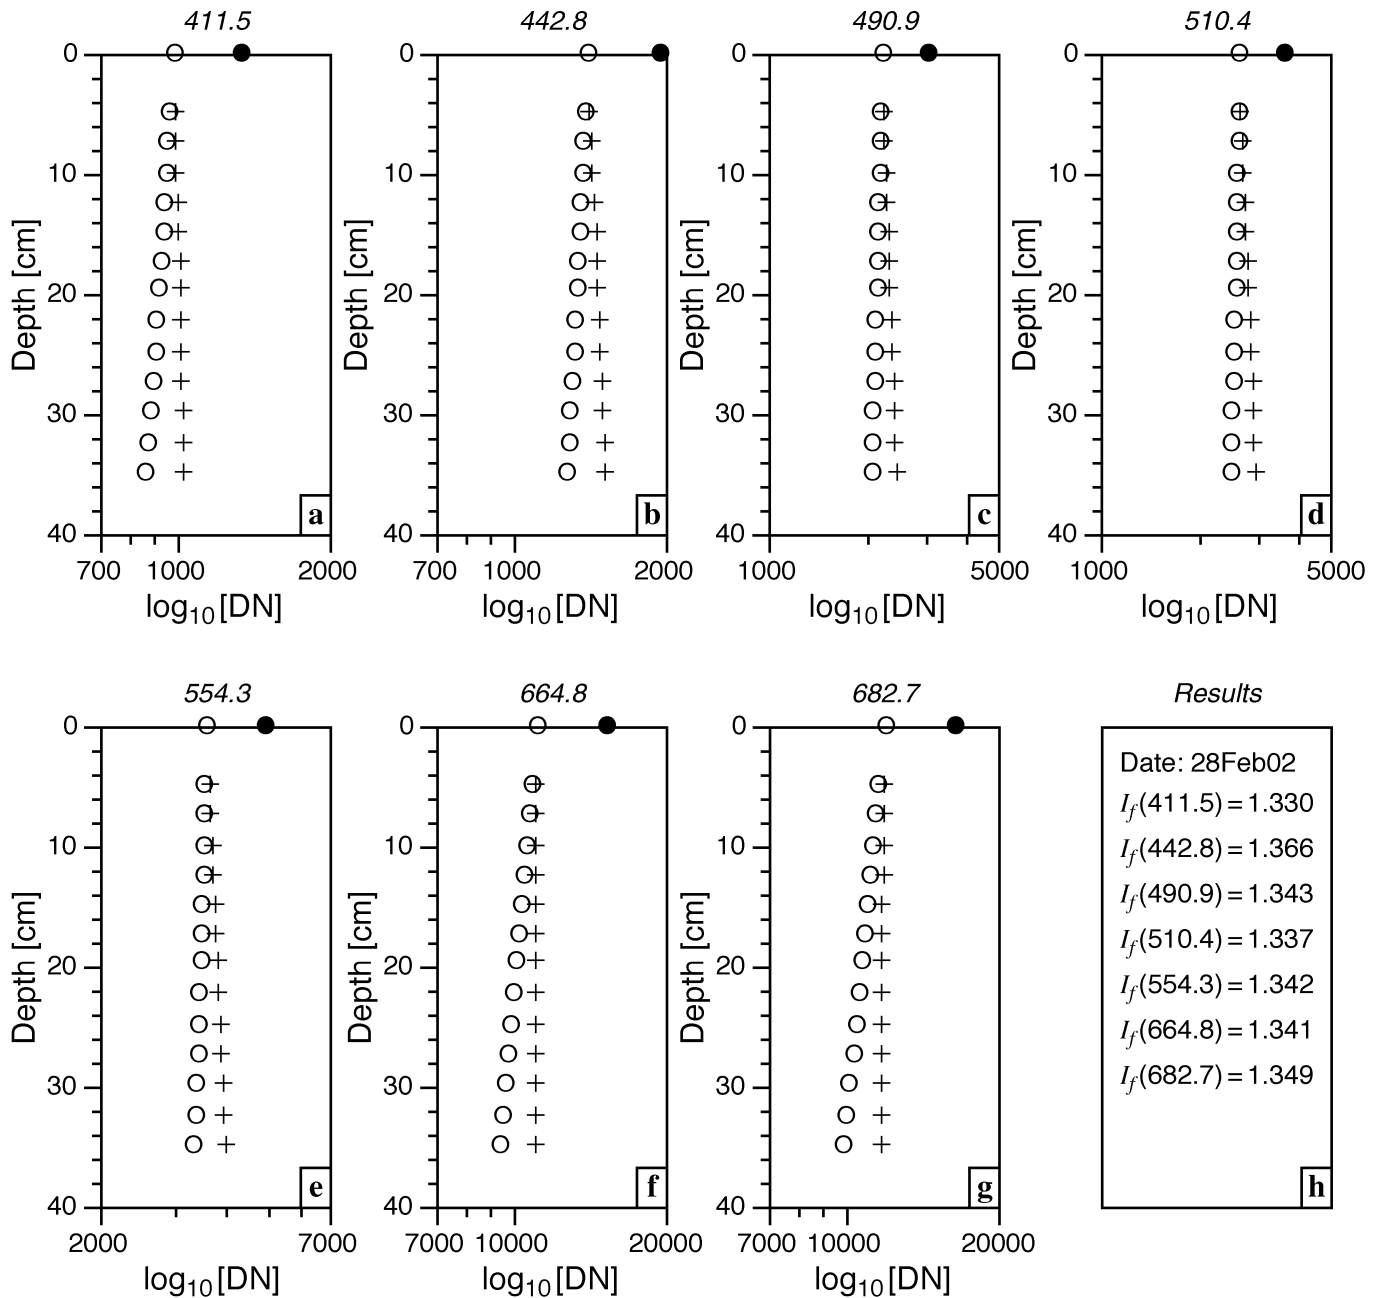 411.5 442.8 490.9 510.4
0 0 0 0
10 10 10 10
20 20 20 20
30 30 30 30
40 40 40 40
Depth [cm] Depth [cm] Depth [cm] Depth [cm]
a b c d
700 1000 2000 700 1000 2000 1000 5000 1000 5000
log10[DN] log10[DN] log10[DN] log10[DN]
554.3 664.8 682.7 Results
0 0 0
10 10 10
20 20 20
30 30 30
40 40 40
Depth [cm] Depth [cm] Depth [cm]
Date: 28Feb02
If(411.5) = 1.330
If(442.8) = 1.366
If(490.9) = 1.343
If(510.4) = 1.337
If(554.3) = 1.342
If(664.8) = 1.341
If(682.7) = 1.349
e f g h
2000 7000 7000 10000 20000 7000 10000 20000
log10[DN] log10[DN] log10[DN]